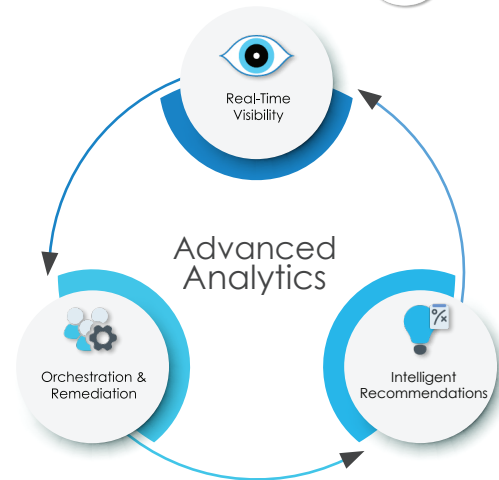 Real-Time
Visibility
Advanced
Analytics
Orchestration &
Remediation
%
Intelligent
Recommendations